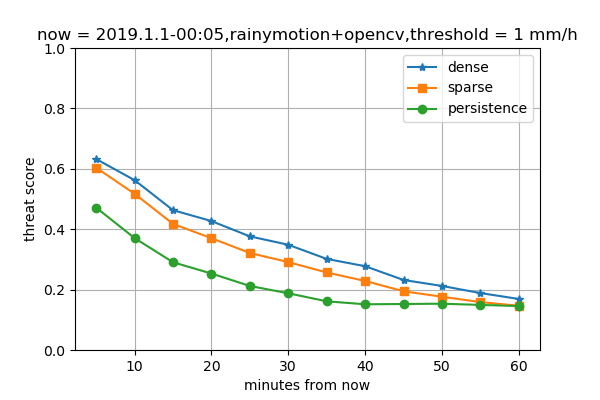 now = 2019.1.1-00:05,rainymotion+opencv,threshold = 1 mm/h
1.0
0.8
0.6
0.4
0.2
0.0
threat score
dense
sparse
persistence
10 20 30 40 50 60
minutes from now